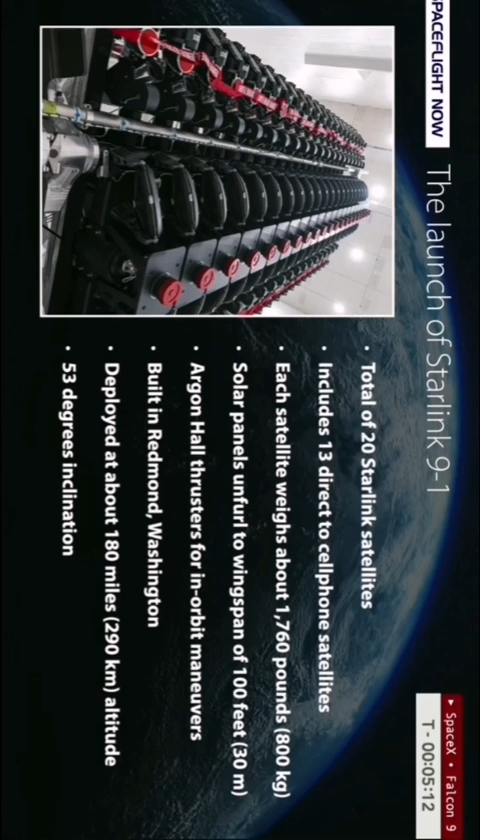 SPACEFLIGHT NOW
The launch of Starlink 9-1
SpaceX • Falcon 9
T- 00:05:12
• Total of 20 Starlink satellites
• Includes 13 direct to cellphone satellites
• Each satellite weighs about 1,760 pounds (800 kg)
• Solar panels unfurl to wingspan of 100 feet (30 m)
• Argon Hall thrusters for in-orbit maneuvers
• Built in Redmond, Washington
• Deployed at about 180 miles (290 km) altitude
• 53 degrees inclination